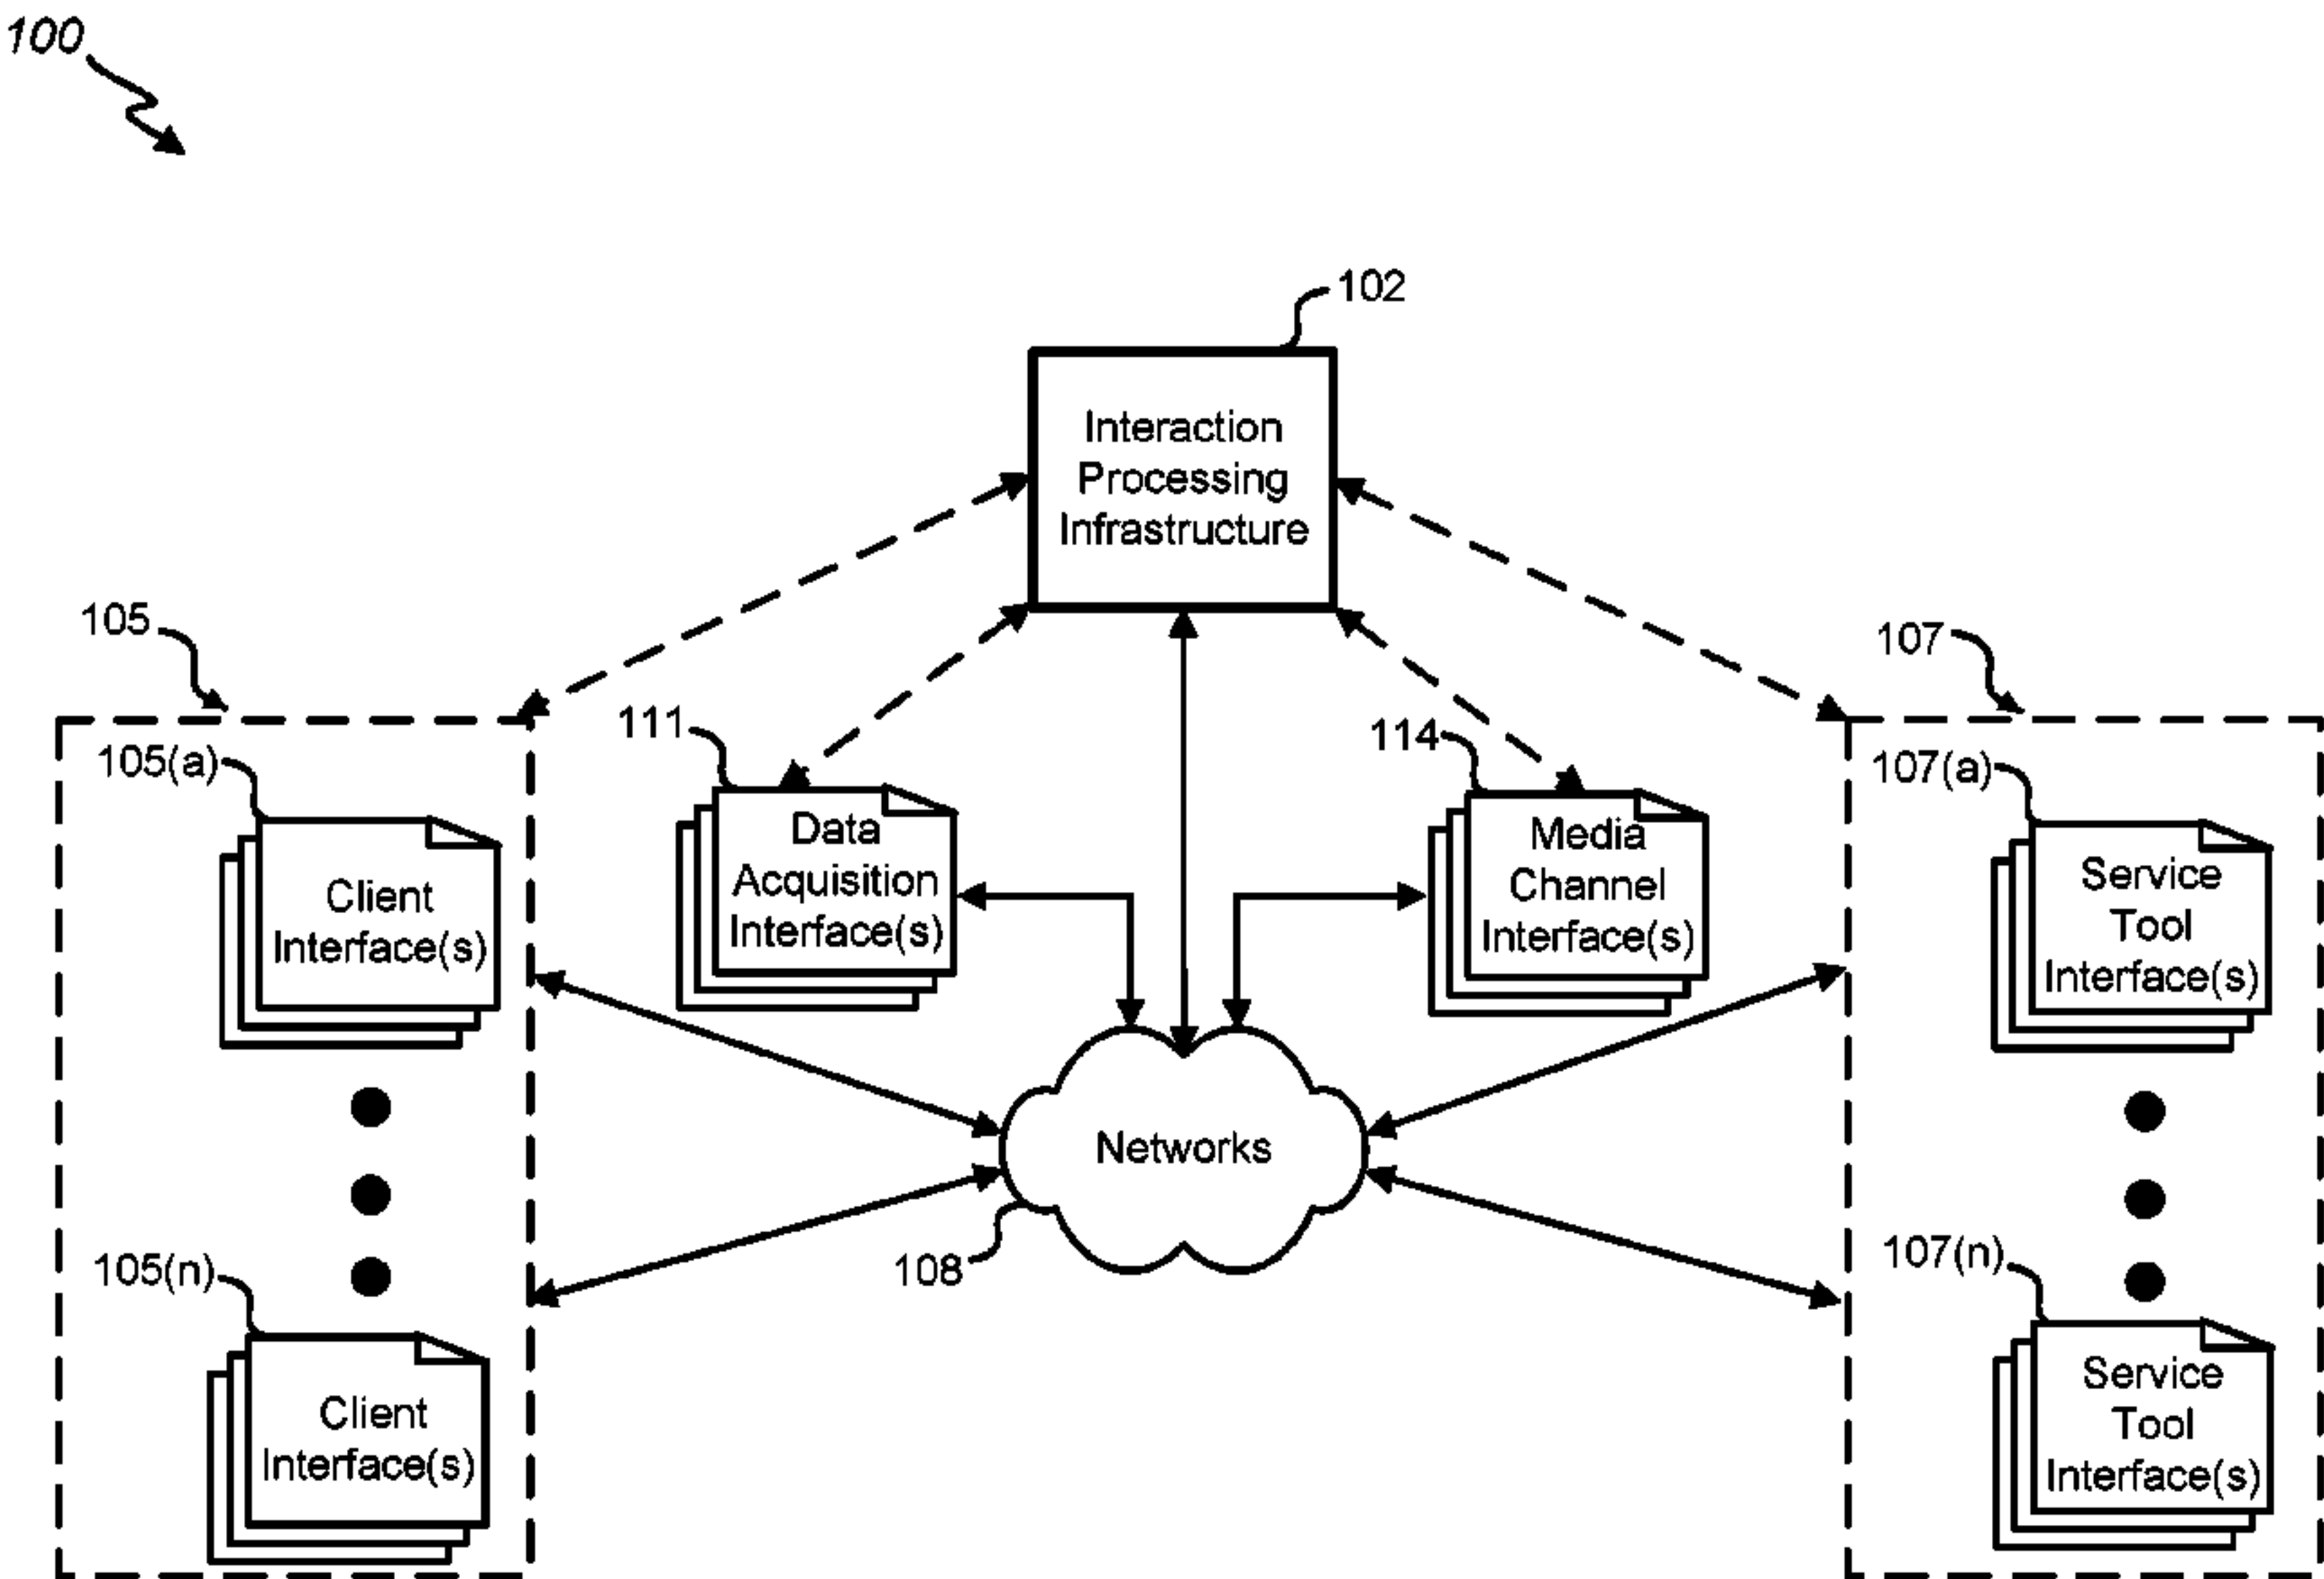 100
102
Interaction
Processing
Infrastructure
105
107
111
114
105(a)
107(a)
Data
Acquisition
Interface(s)
Media
Channel
Interface(s)
Client
Interface(s)
Service
Tool
Interface(s)
Networks
108
105(n)
107(n)
Client
Interface(s)
Service
Tool
Interface(s)